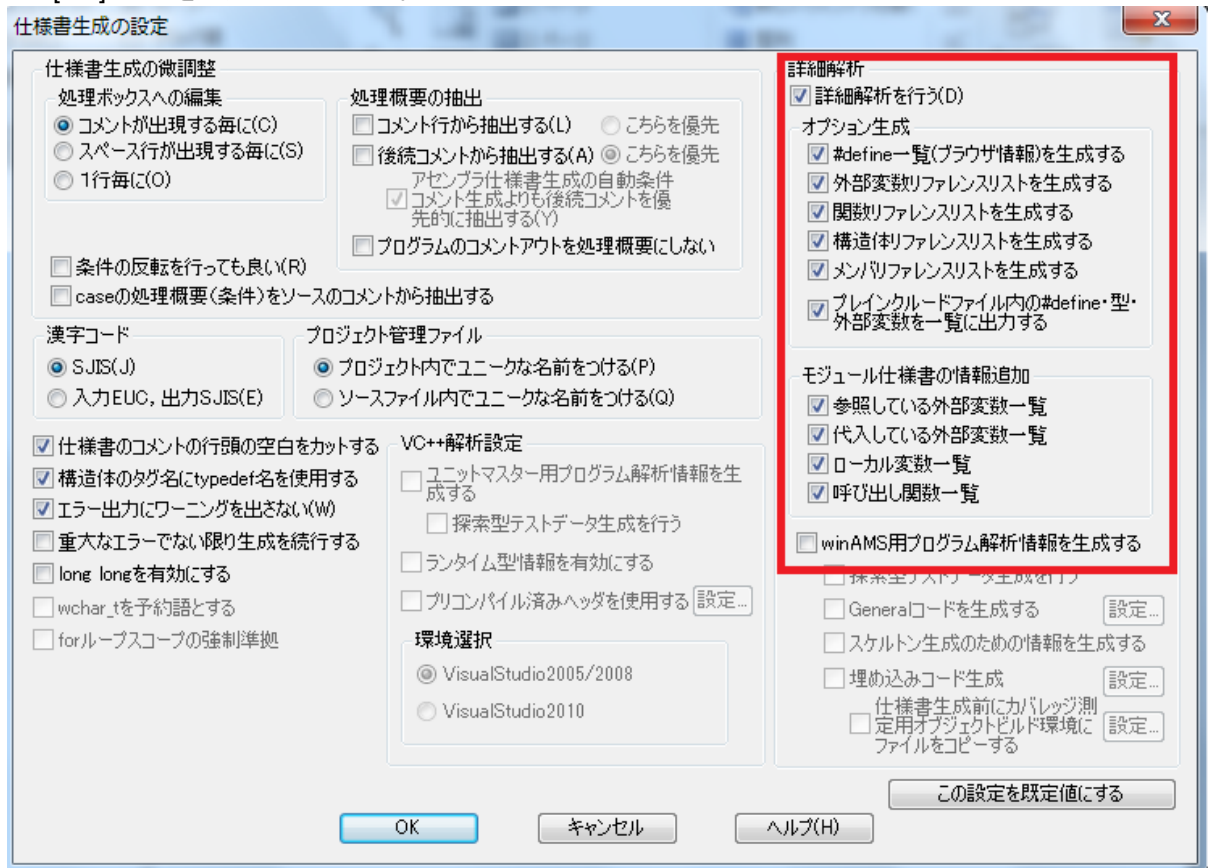 仕様書生成の設定
仕様書生成の微調整
処理ボックスへの編集
コメントが出現する毎に(C)
スペース行が出現する毎に(S)
1行毎に(O)
処理概要の抽出
コメント行から抽出する(L)
こちらを優先
後続コメントから抽出する(A)
こちらを優先
アセンブラ仕様書生成の自動条件
コメント生成よりも後続コメントを優
先的に抽出する(Y)
プログラムのコメントアウトを処理概要にしない
条件の反転を行っても良い(R)
caseの処理概要(条件)をソースのコメントから抽出する
漢字コード
SJIS(J)
入力EUC, 出力SJIS(E)
プロジェクト管理ファイル
プロジェクト内でユニークな名前をつける(P)
ソースファイル内でユニークな名前をつける(Q)
仕様書のコメントの行頭の空白をカットする
構造体のタグ名にtypedef名を使用する
エラー出力にワーニングを出さない(W)
重大なエラーでない限り生成を続行する
long longを有効にする
wchar_tを予約語とする
forループスコープの強制準拠
VC++解析設定
ユニットマスター用プログラム解析情報を生
成する
探索型テストデータ生成を行う
ランタイム型情報を有効にする
プリコンパイル済みヘッダを使用する
設定...
環境選択
VisualStudio2005/2008
VisualStudio2010
詳細解析
詳細解析を行う(D)
オプション生成
#define一覧(ブラウザ情報)を生成する
外部変数リファレンスリストを生成する
関数リファレンスリストを生成する
構造体リファレンスリストを生成する
メンバリファレンスリストを生成する
プレインクルードファイル内の#define・型・
外部変数を一覧に出力する
モジュール仕様書の情報追加
参照している外部変数一覧
代入している外部変数一覧
ローカル変数一覧
呼び出し関数一覧
winAMS用プログラム解析情報を生成する
探索型テストデータ生成を行う
Generalコードを生成する
設定...
スケルトン生成のための情報を生成する
埋め込みコード生成
設定...
仕様書生成前にカバレッジ測
定用オブジェクトビルド環境に
ファイルをコピーする
設定...
この設定を既定値にする
OK
キャンセル
ヘルプ(H)